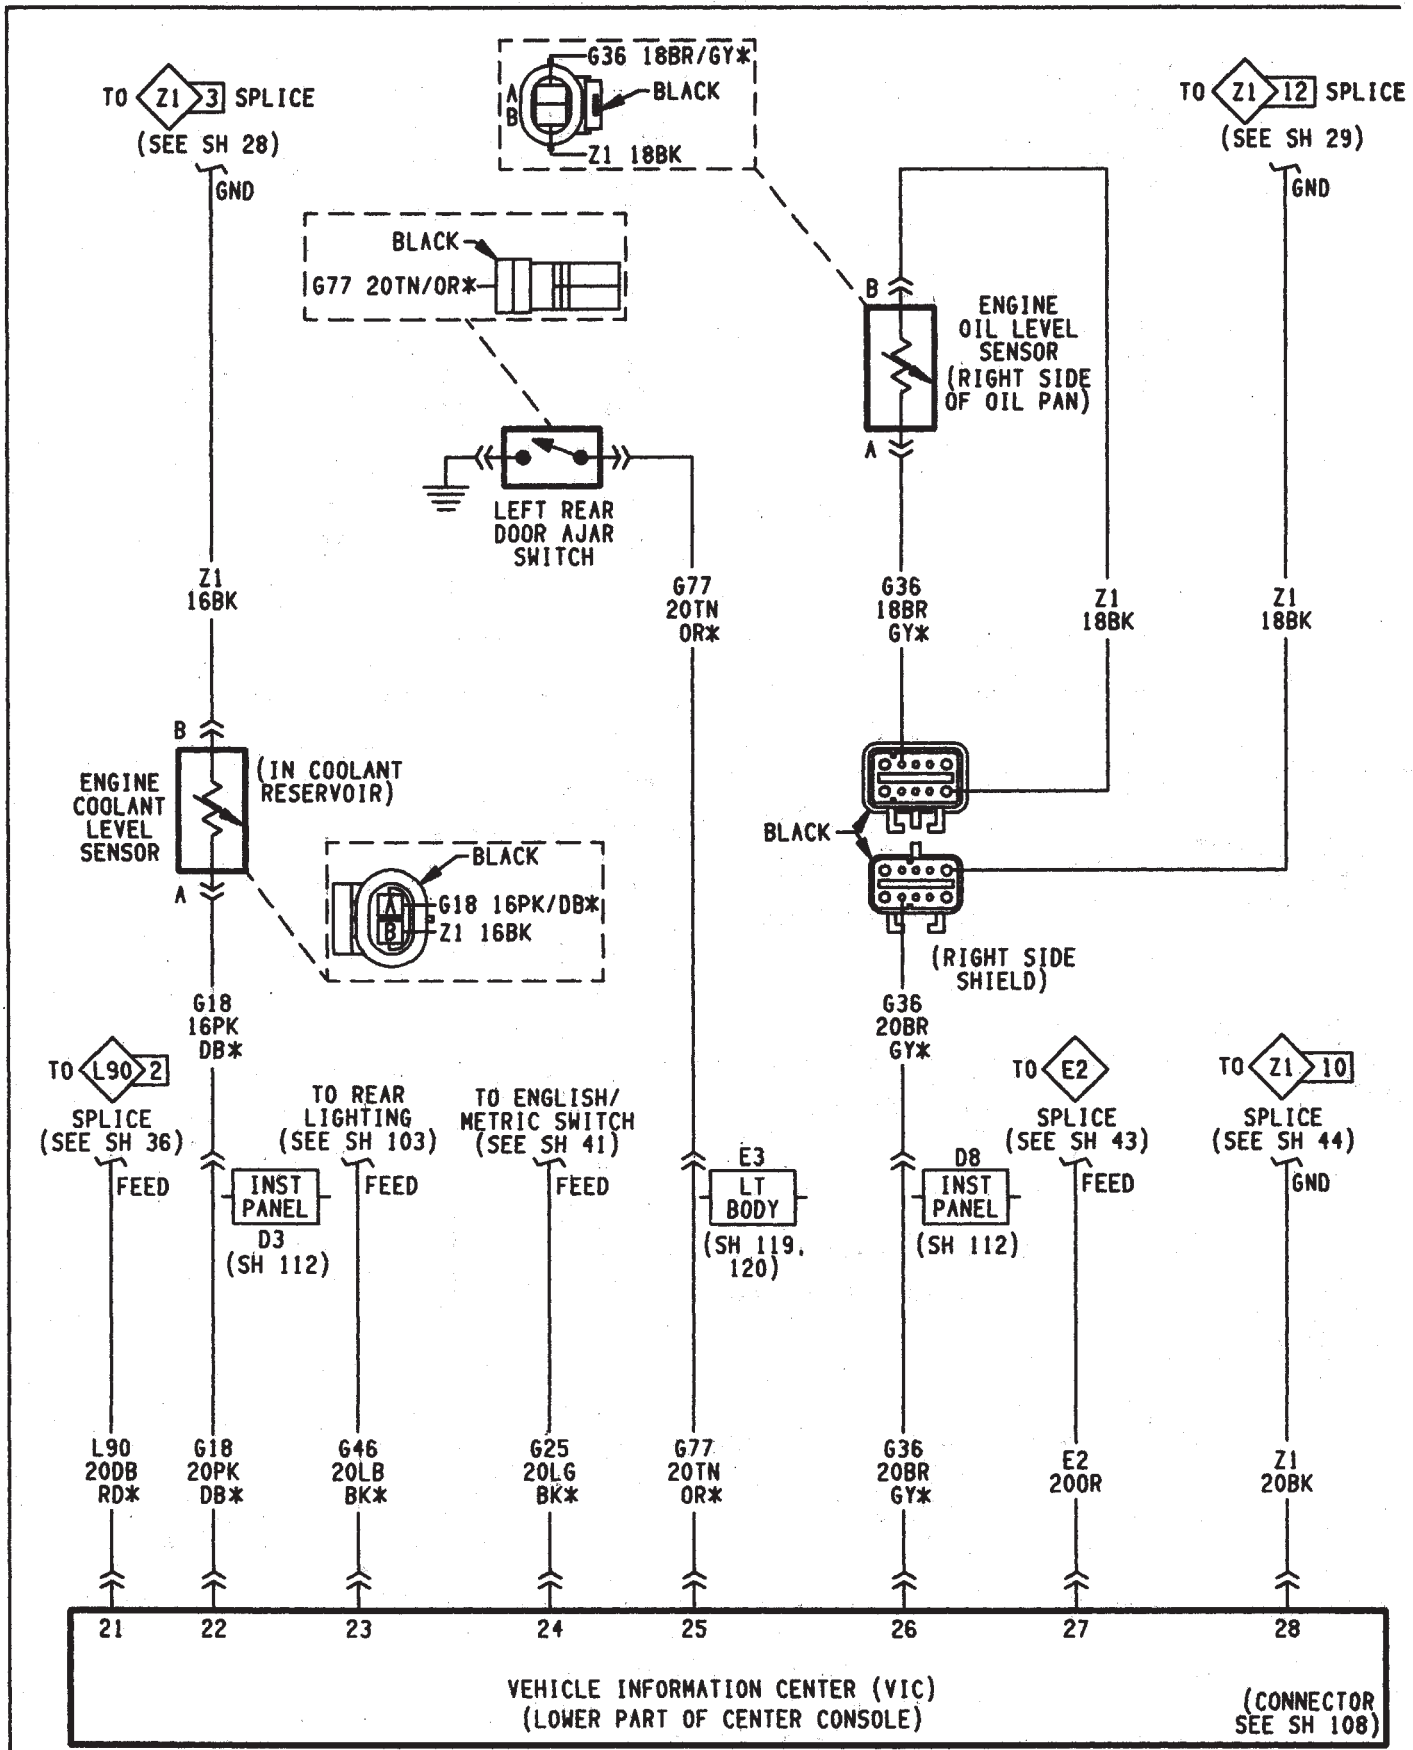 TO Z1 3 SPLICE
(SEE SH 28)
GND
G36 18BR/GY*
A
B
BLACK
Z1 18BK
TO Z1 12 SPLICE
(SEE SH 29)
GND
BLACK
G77 20TN/OR*
LEFT REAR
DOOR AJAR
SWITCH
B
ENGINE
OIL LEVEL
SENSOR
(RIGHT SIDE
OF OIL PAN)
A
Z1
16BK
G77
20TN
OR*
G36
18BR
GY*
Z1
18BK
Z1
18BK
B
(IN COOLANT
RESERVOIR)
ENGINE
COOLANT
LEVEL
SENSOR
A
BLACK
A
G18 16PK/DB*
B
Z1 16BK
BLACK
(RIGHT SIDE
SHIELD)
G18
16PK
DB*
G36
20BR
GY*
TO L90 2
SPLICE
(SEE SH 36)
FEED
TO REAR
LIGHTING
(SEE SH 103)
FEED
TO ENGLISH/
METRIC SWITCH
(SEE SH 41)
FEED
TO E2
SPLICE
(SEE SH 43)
FEED
TO Z1 10
SPLICE
(SEE SH 44)
GND
INST
PANEL
D3
(SH 112)
E3
LT
BODY
(SH 119,
120)
D8
INST
PANEL
(SH 112)
L90
20DB
RD*
G18
20PK
DB*
G46
20LB
BK*
G25
20LG
BK*
G77
20TN
OR*
G36
20BR
GY*
E2
20OR
Z1
20BK
21 22 23 24 25 26 27 28
VEHICLE INFORMATION CENTER (VIC)
(LOWER PART OF CENTER CONSOLE)
(CONNECTOR
SEE SH 108)